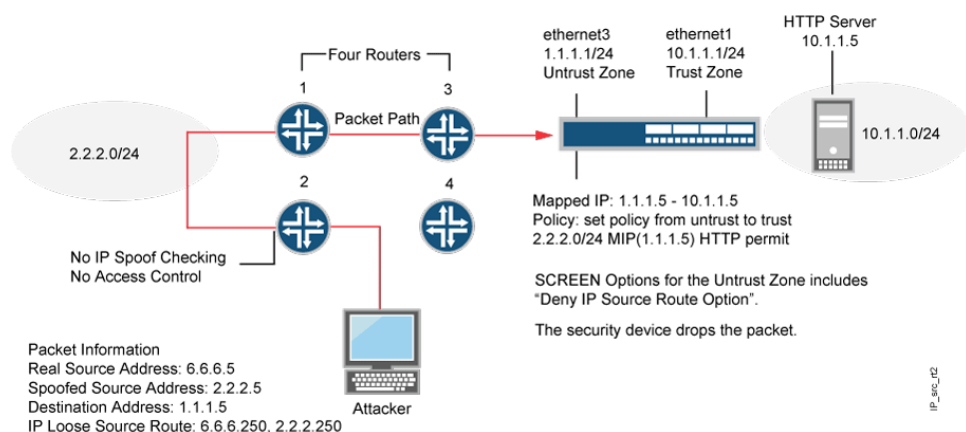 HTTP Server
10.1.1.5
ethernet3
1.1.1.1/24
Untrust Zone
ethernet1
10.1.1.1/24
Trust Zone
Four Routers
1
3
Packet Path
2.2.2.0/24
10.1.1.0/24
2
4
Mapped IP: 1.1.1.5 - 10.1.1.5
Policy: set policy from untrust to trust
2.2.2.0/24 MIP(1.1.1.5) HTTP permit
No IP Spoof Checking
No Access Control
SCREEN Options for the Untrust Zone includes
“Deny IP Source Route Option”.
The security device drops the packet.
Packet Information
Real Source Address: 6.6.6.5
Spoofed Source Address: 2.2.2.5
Destination Address: 1.1.1.5
IP Loose Source Route: 6.6.6.250, 2.2.2.250
Attacker
IP_src_rt2